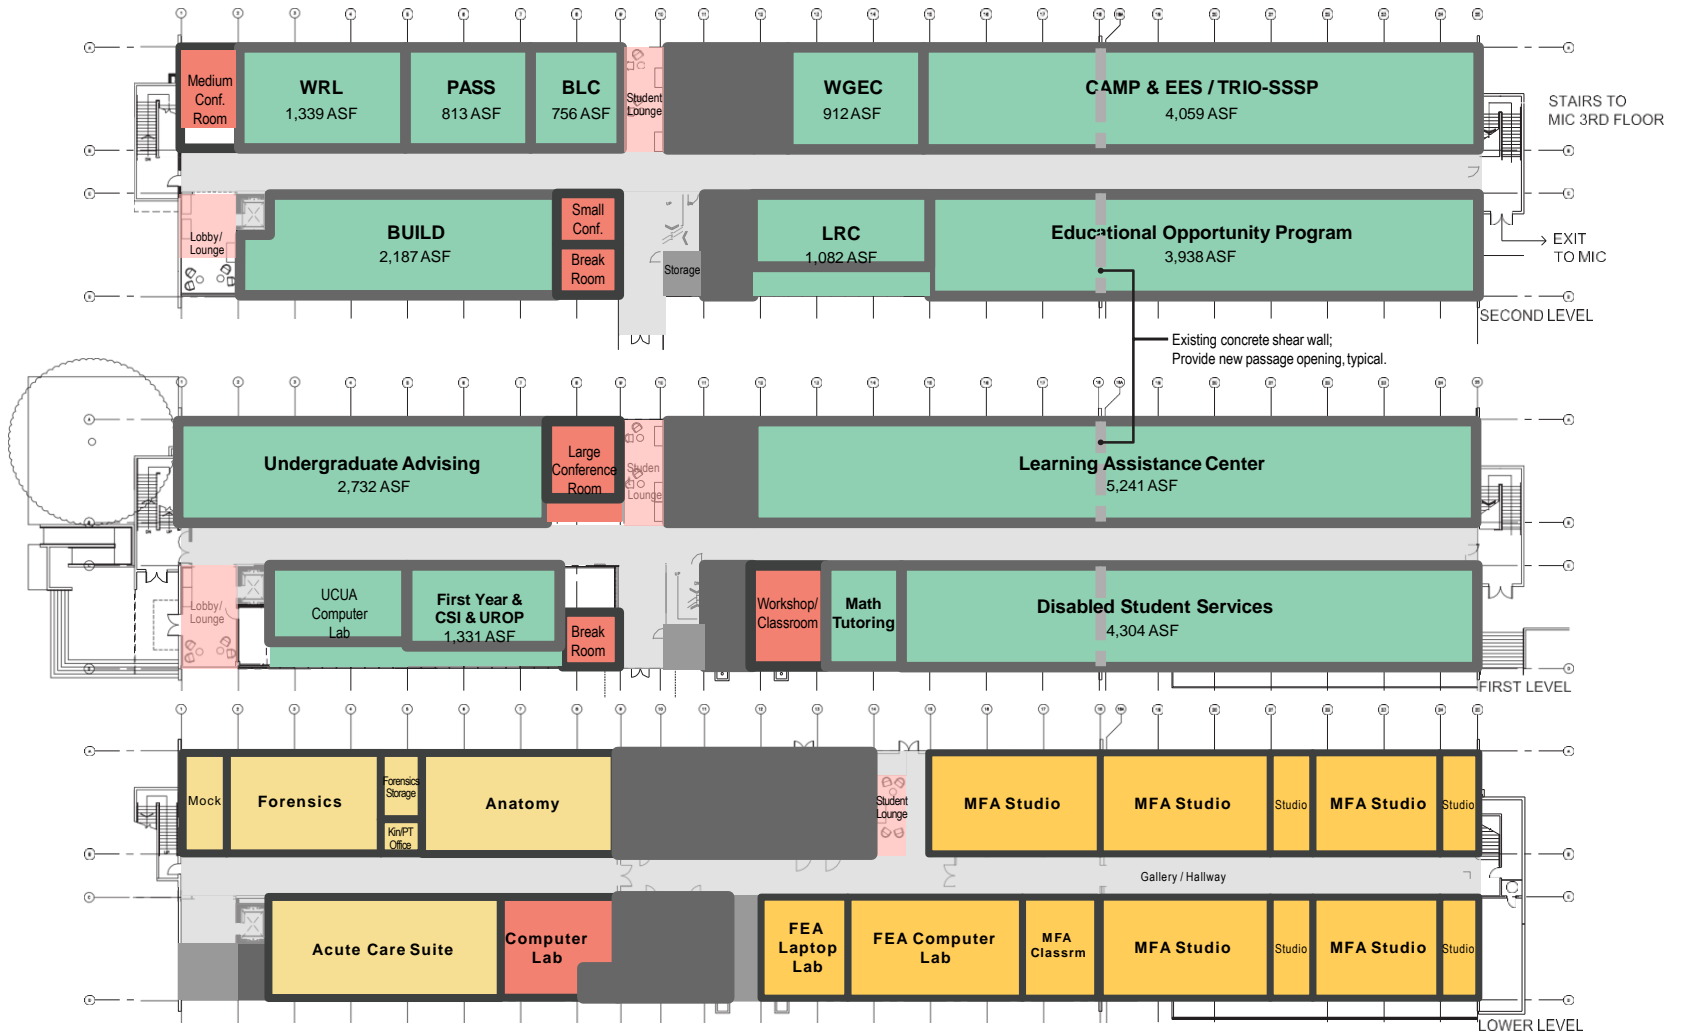 Medium
Conf.
Room
WRL
1,339 ASF
PASS
813 ASF
BLC
756 ASF
Student
Lounge
WGEC
912 ASF
CAMP & EES / TRIO-SSSP
4,059 ASF
STAIRS TO
MIC 3RD FLOOR
Lobby/
Lounge
BUILD
2,187 ASF
Small
Conf.
Break
Room
Storage
LRC
1,082 ASF
Educational Opportunity Program
3,938 ASF
EXIT
TO MIC
SECOND LEVEL
Existing concrete shear wall;
Provide new passage opening, typical.
Undergraduate Advising
2,732 ASF
Large
Conference
Room
Studen
Lounge
Learning Assistance Center
5,241 ASF
Lobby/
Lounge
UCUA
Computer
Lab
First Year &
CSI & UROP
1,331 ASF
Break
Room
Workshop/
Classroom
Math
Tutoring
Disabled Student Services
4,304 ASF
FIRST LEVEL
Mock
Forensics
Forensics
Storage
Kin/PT
Office
Anatomy
Student
Lounge
MFA Studio
MFA Studio
Studio
MFA Studio
Studio
Gallery / Hallway
Acute Care Suite
Computer
Lab
FEA
Laptop
Lab
FEA Computer
Lab
MFA
Classrm
MFA Studio
Studio
MFA Studio
Studio
LOWER LEVEL